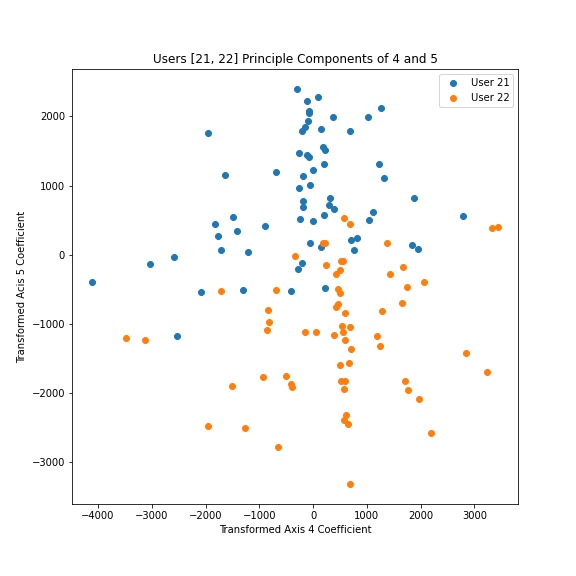 Users [21, 22] Principle Components of 4 and 5
User 21
User 22
Transformed Acis 5 Coefficient
2000
1000
0
−1000
−2000
−3000
−4000 −3000 −2000 −1000 0 1000 2000 3000
Transformed Axis 4 Coefficient